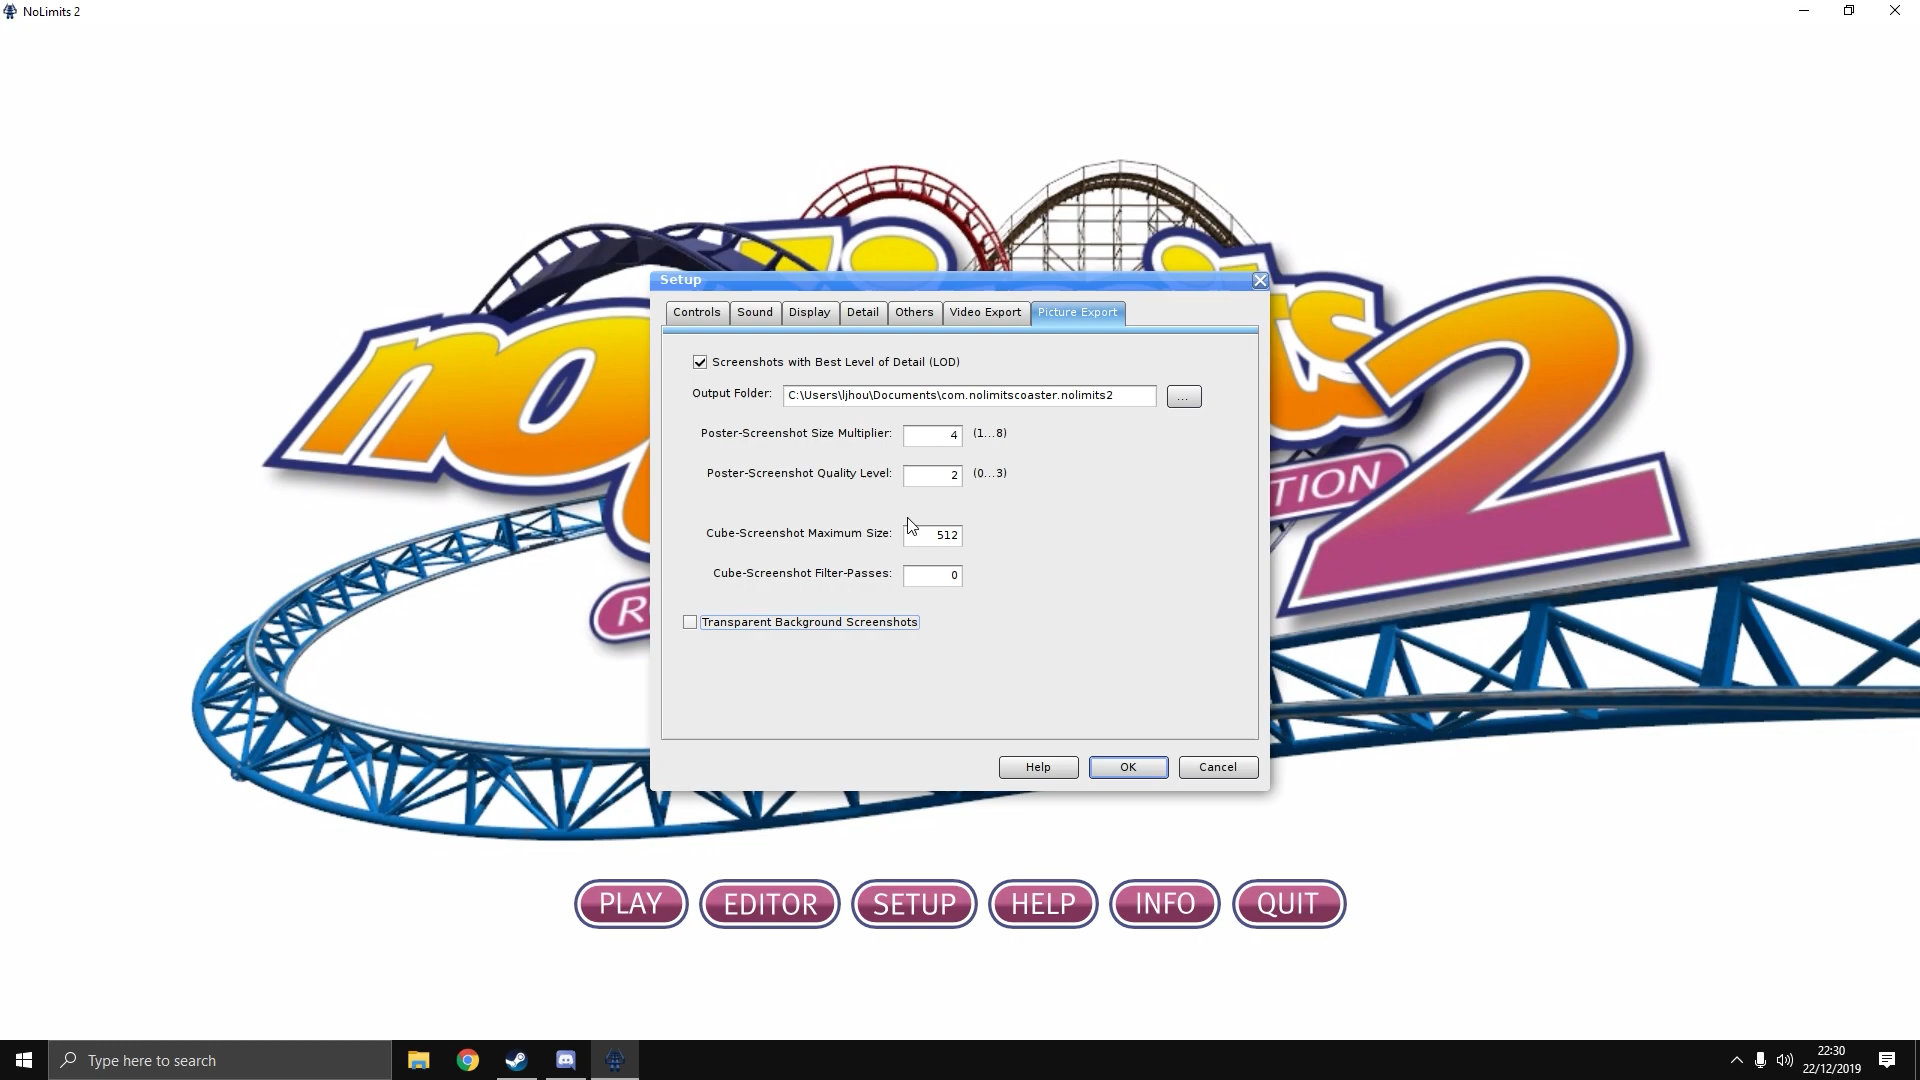 NoLimits 2
nolimits 2
TION
R
Setup
Controls
Sound
Display
Detail
Others
Video Export
Picture Export
Screenshots with Best Level of Detail (LOD)
Output Folder: C:\Users\ljhou\Documents\com.nolimitscoaster.nolimits2 ...
Poster-Screenshot Size Multiplier: 4 (1...8)
Poster-Screenshot Quality Level: 2 (0...3)
Cube-Screenshot Maximum Size: 512
Cube-Screenshot Filter-Passes: 0
Transparent Background Screenshots
Help
OK
Cancel
PLAY
EDITOR
SETUP
HELP
INFO
QUIT
Type here to search
22:30
22/12/2019